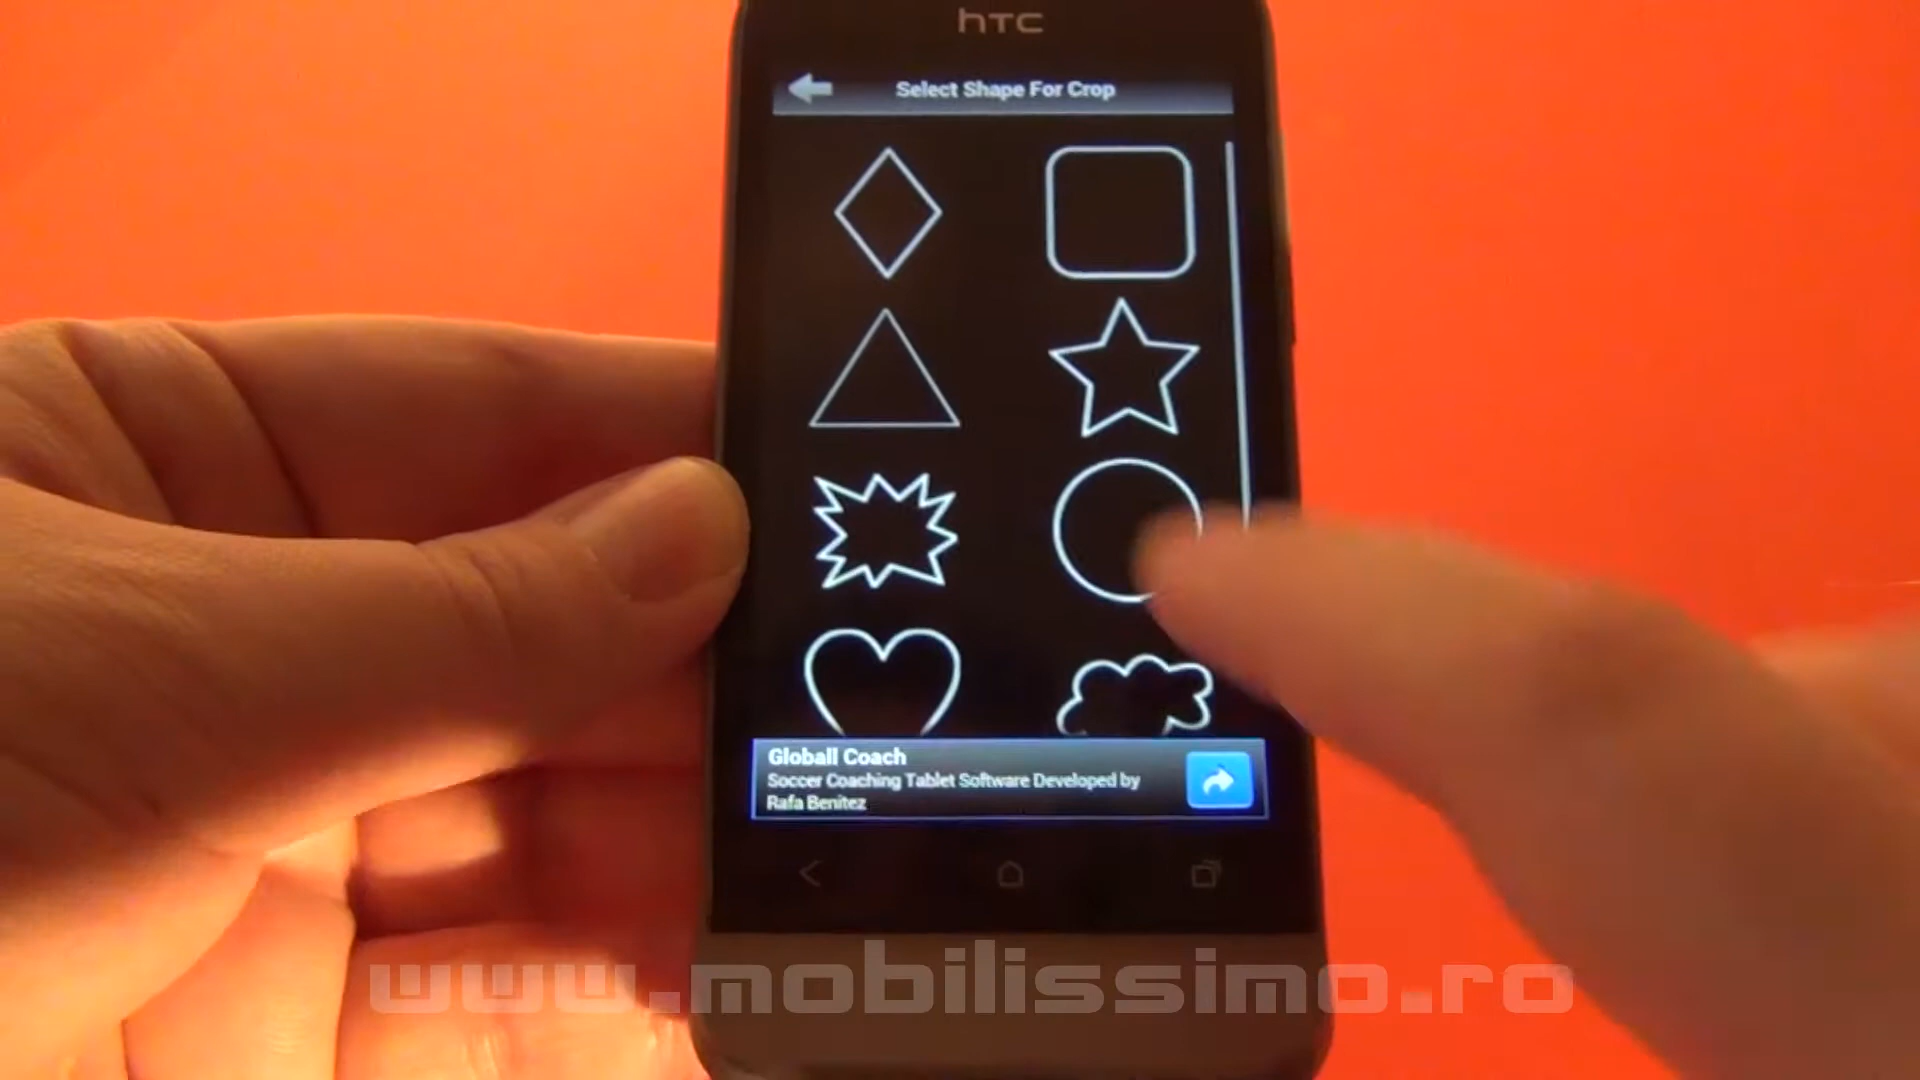 hTC
Select Shape For Crop
Globall Coach
Soccer Coaching Tablet Software Developed by
Rafa Benitez
www.mobilissimo.ro